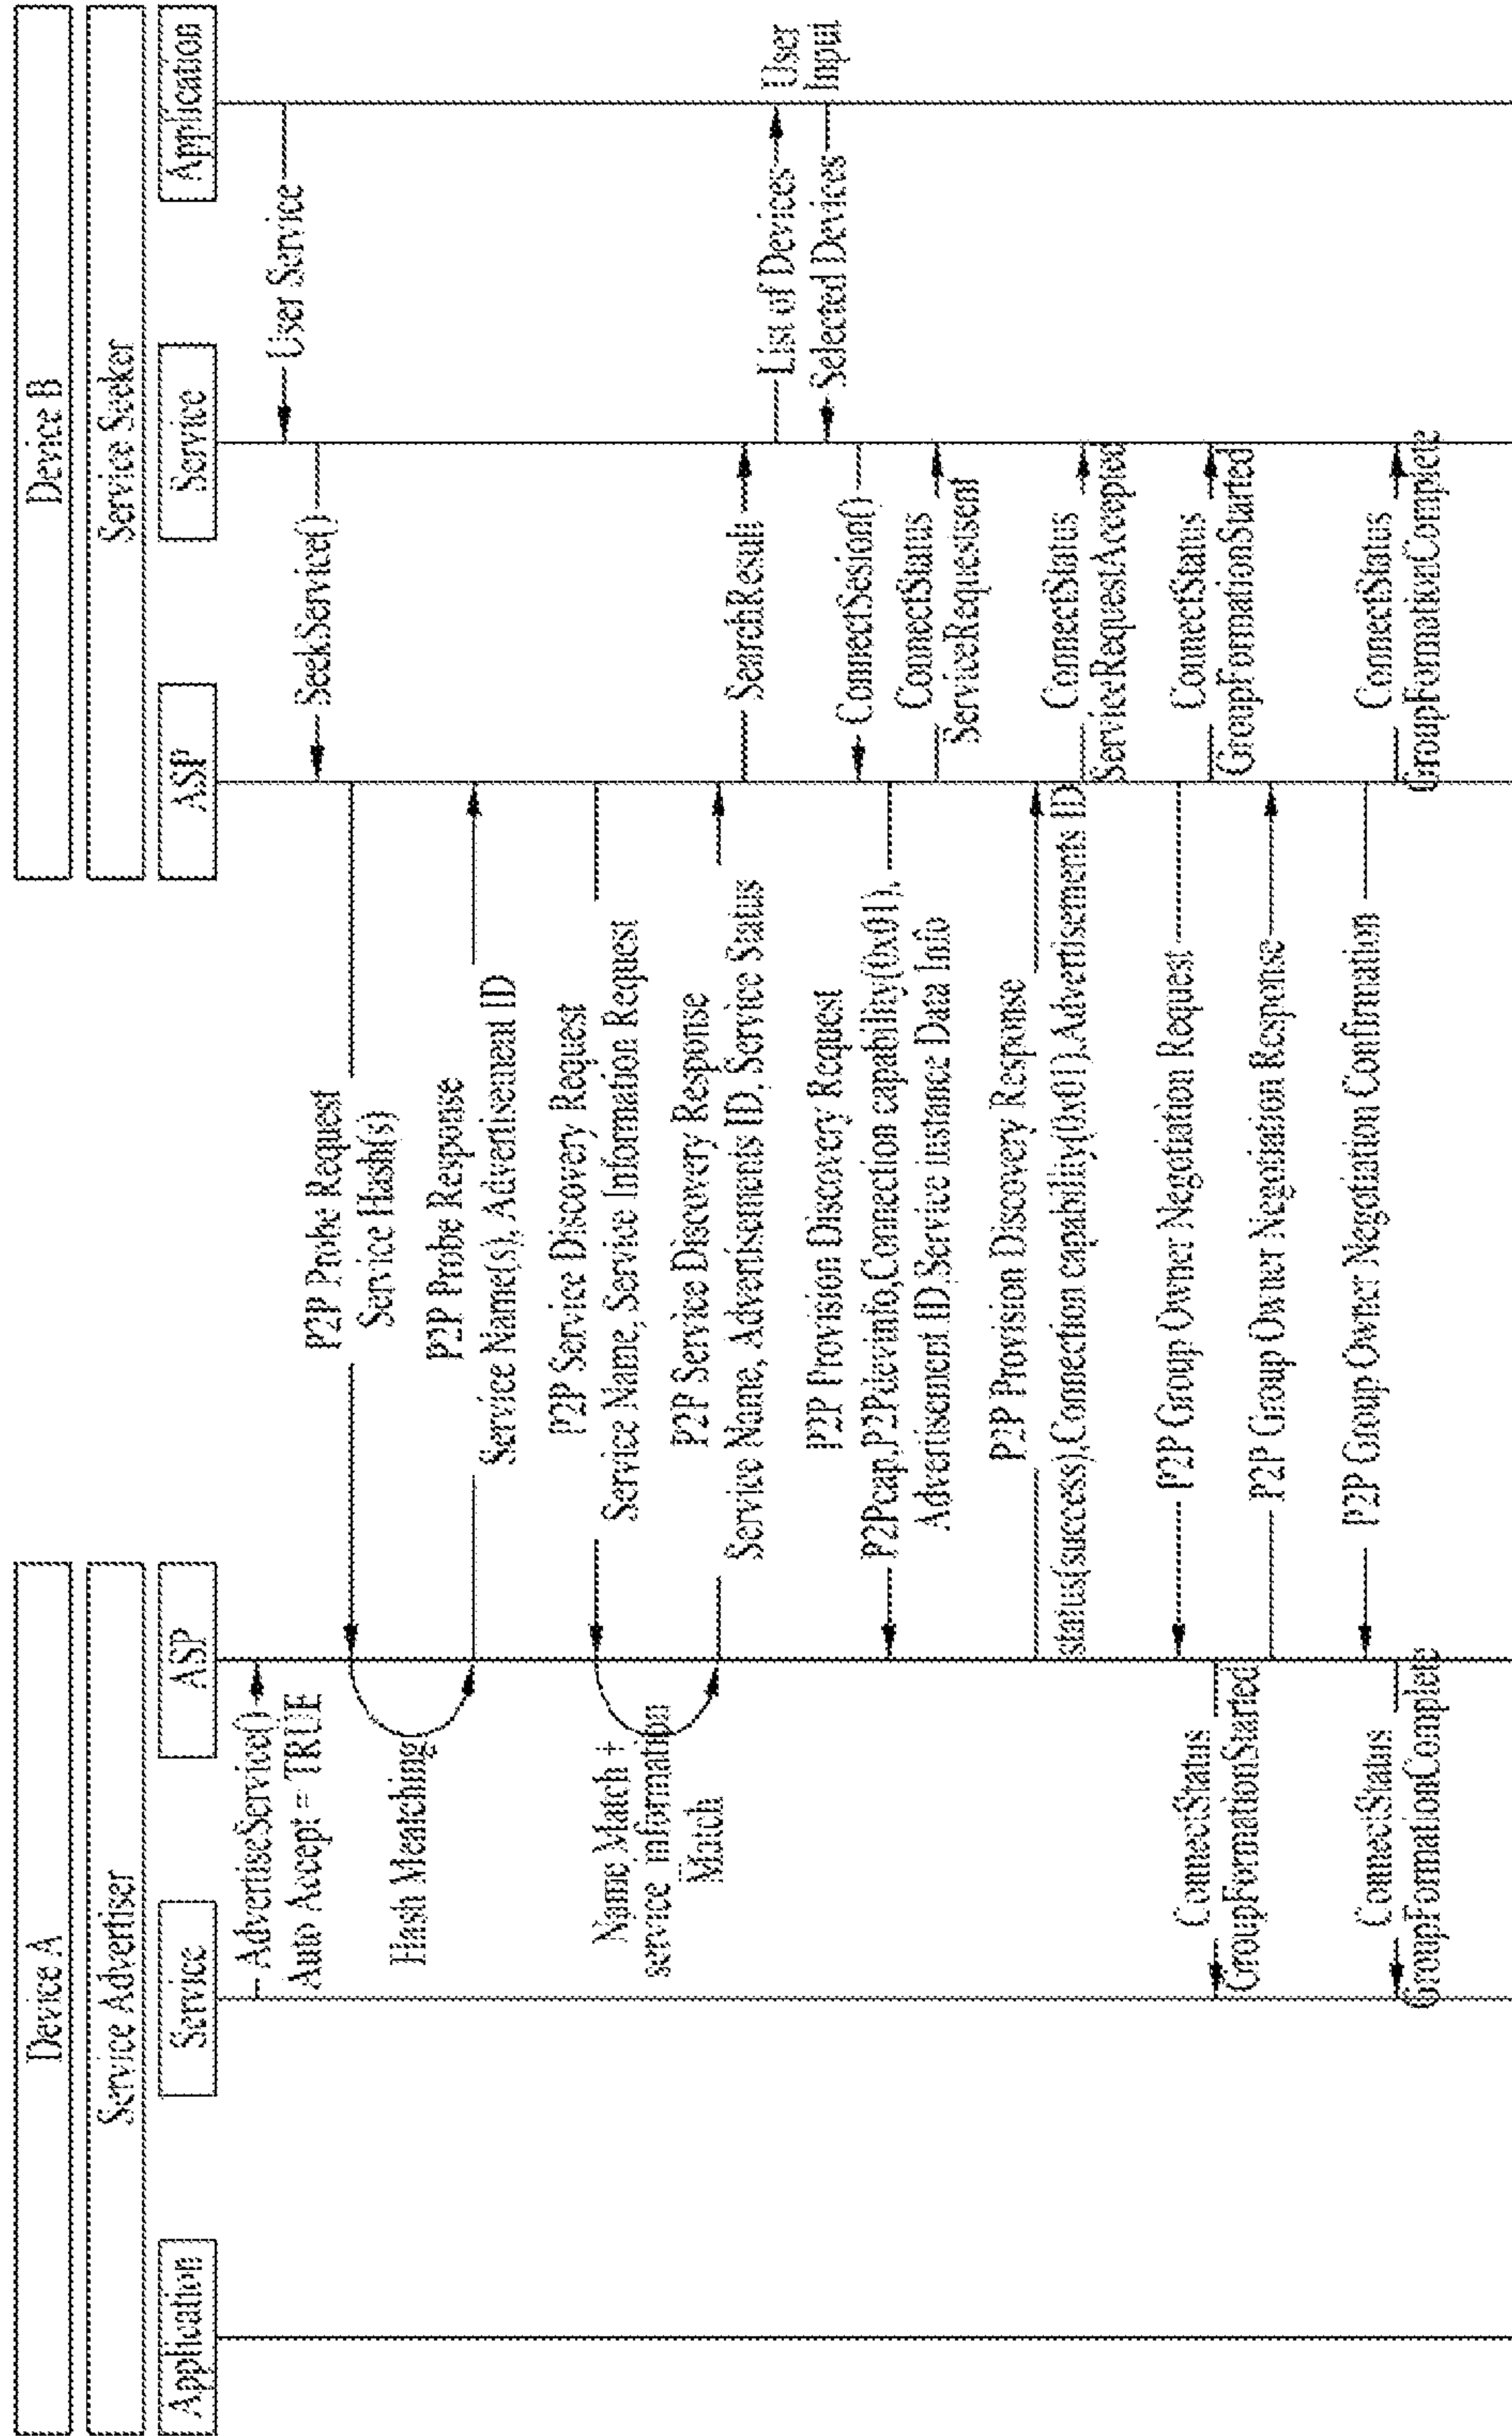 Device A
Device B
Service Advertiser
Service Seeker
Application
Service
ASP
ASP
Service
Application
AdvertiseService()
Auto Accept = TRUE
User Service
SeekService()
P2P Probe Request
Service Hash(s)
Hash Meatching
P2P Probe Response
Service Name(s), Advertisement ID
P2P Service Discovery Request
Service Name, Service Information Request
Name Match +
service information
Match
P2P Service Discovery Response
Service Name, Advertisements ID, Service Status
SearchResult
List of Devices
User
Input
Selected Devices
ConnectSesion()
P2P Provision Discovery Request
P2Pcap,P2Pdevinfo,Connection capability(0x01),
Advertisement ID,Service instance Data Info
ConnectStatus
ServiceRequestsent
P2P Provision Discovery Response
status(success),Connection capability(0x01),Advertisements ID
ConnectStatus
ServiceRequestAccepted
P2P Group Owner Negotiation Request
ConnectStatus
GroupFormationStarted
ConnectStatus
GroupFormationStarted
P2P Group Owner Negotiation Response
P2P Group Owner Negotiation Confirmation
ConnectStatus
GroupFormationComplete
ConnectStatus
GroupFormationComplete